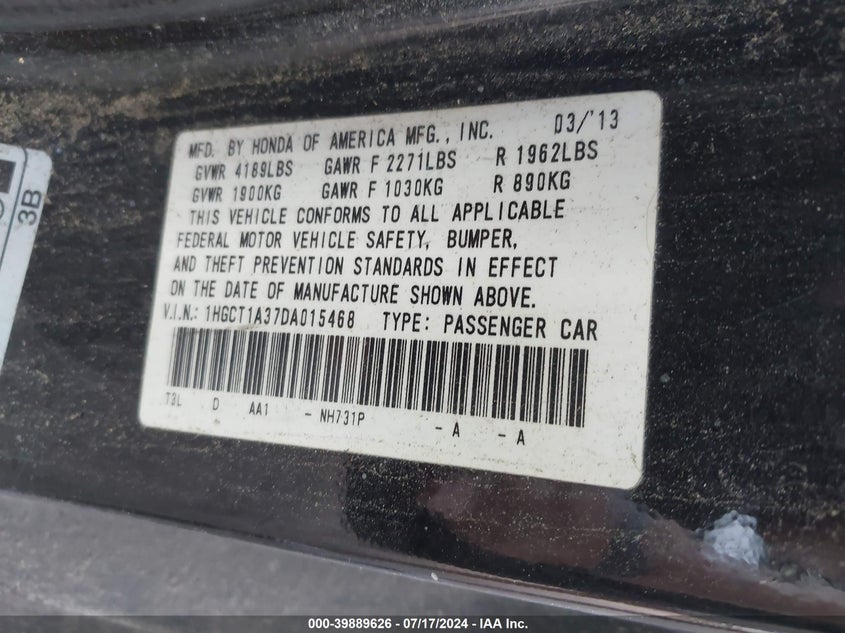 MFD. BY HONDA OF AMERICA MFG., INC. 03/'13
GVWR 4189LBS GAWR F 2271LBS R 1962LBS
GVWR 1900KG GAWR F 1030KG R 890KG
THIS VEHICLE CONFORMS TO ALL APPLICABLE
FEDERAL MOTOR VEHICLE SAFETY, BUMPER,
AND THEFT PREVENTION STANDARDS IN EFFECT
ON THE DATE OF MANUFACTURE SHOWN ABOVE.
V.I.N.: 1HGCT1A37DA015468 TYPE: PASSENGER CAR
T3L D AA1 - NH731P - A - A
3B
000-39889626 / 07/17/2024 - IAA Inc.